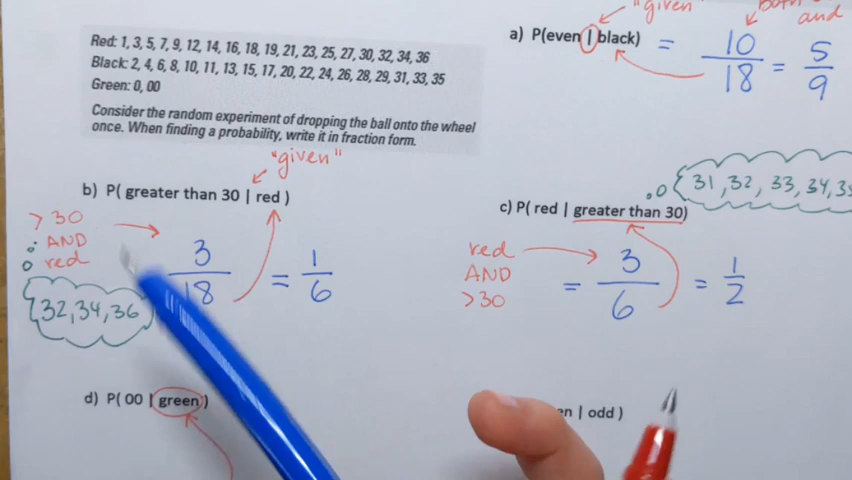 "given"
both
and
Red: 1, 3, 5, 7, 9, 12, 14, 16, 18, 19, 21, 23, 25, 27, 30, 32, 34, 36
Black: 2, 4, 6, 8, 10, 11, 13, 15, 17, 20, 22, 24, 26, 28, 29, 31, 33, 35
Green: 0, 00
Consider the random experiment of dropping the ball onto the wheel
once. When finding a probability, write it in fraction form.
a) P(even | black) = 10/18 = 5/9
"given"
b) P( greater than 30 | red )
> 30
AND
red
3/18 = 1/6
32, 34, 36
31, 32, 33, 34, 35
c) P( red | greater than 30)
red
AND
>30
= 3/6 = 1/2
d) P( 00 | green )
en | odd )